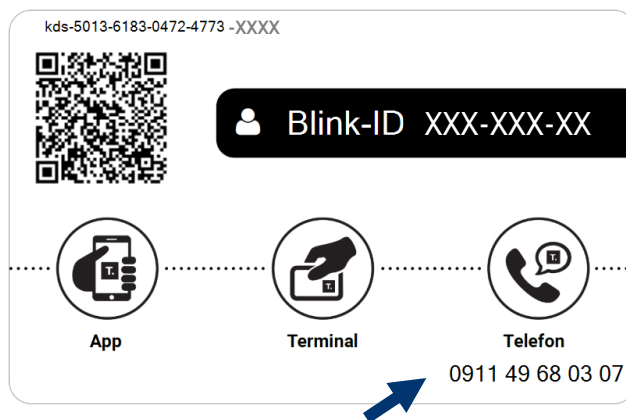 kds-5013-6183-0472-4773 -XXXX
Blink-ID XXX-XXX-XX
T.
T.
T.
App
Terminal
Telefon
0911 49 68 03 07